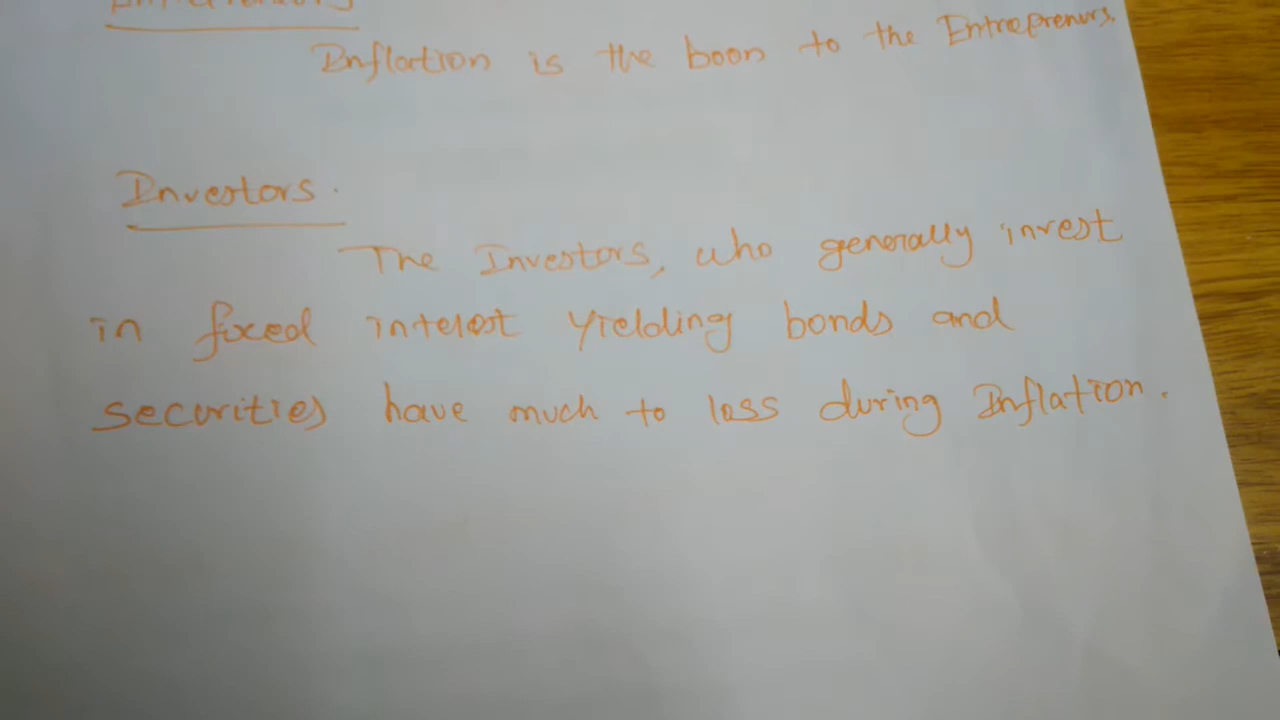 Inflation is the boon to the Entreprenurs.
Investors.
The Investors, who generally invest
in fixed interest yielding bonds and
securities have much to loss during Inflation.